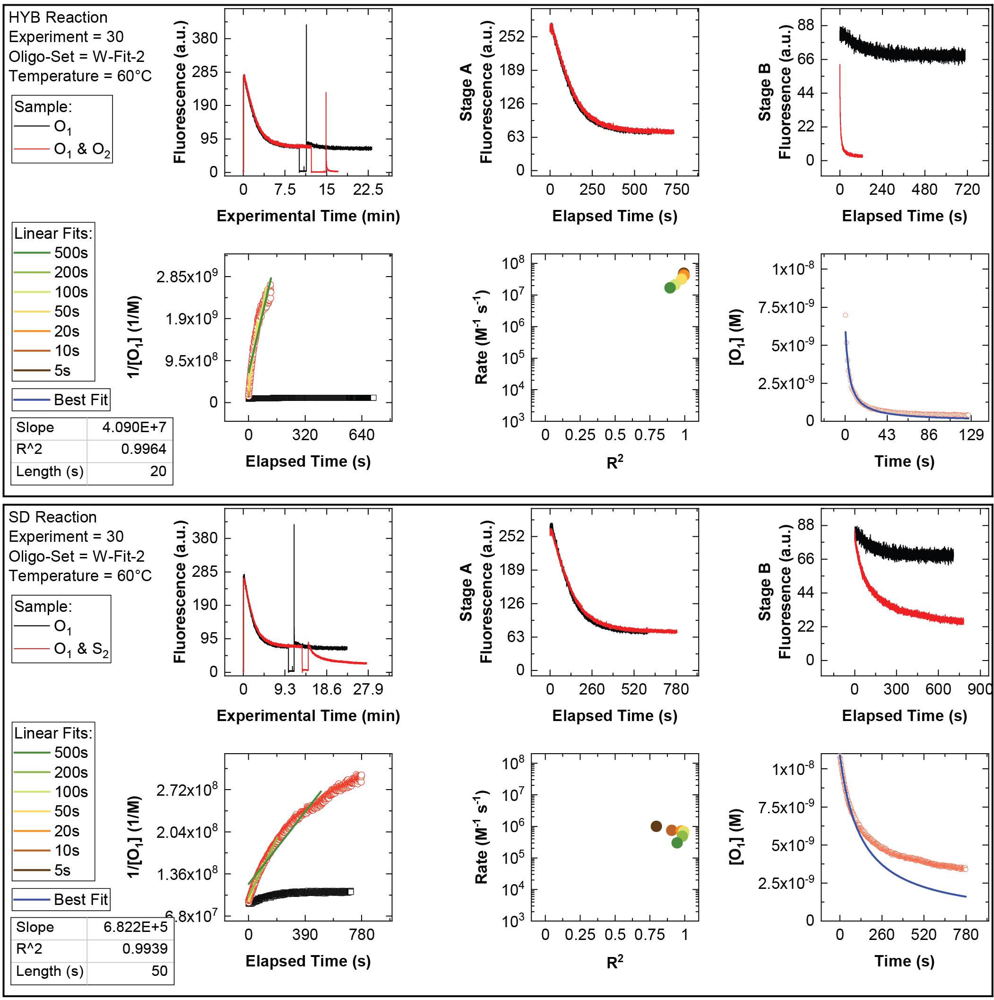 HYB Reaction
Experiment = 30
Oligo-Set = W-Fit-2
Temperature = 60°C
Sample:
O1
O1 & O2
Fluorescence (a.u.)
380
285
190
95
0
0 7.5 15 22.5
Experimental Time (min)
Stage A
Fluorescence (a.u.)
252
189
126
63
0
0 250 500 750
Elapsed Time (s)
Stage B
Fluoresence (a.u.)
88
66
44
22
0
0 240 480 720
Elapsed Time (s)
Linear Fits:
500s
200s
100s
50s
20s
10s
5s
Best Fit
Slope 4.090E+7
R^2 0.9964
Length (s) 20
1/[O1] (1/M)
2.85x10^9
1.9x10^9
9.5x10^8
0
0 320 640
Elapsed Time (s)
Rate (M^-1 s^-1)
10^8
10^7
10^6
10^5
10^4
10^3
0 0.25 0.5 0.75 1
R^2
[O1] (M)
1x10^-8
7.5x10^-9
5x10^-9
2.5x10^-9
0
0 43 86 129
Time (s)
SD Reaction
Experiment = 30
Oligo-Set = W-Fit-2
Temperature = 60°C
Sample:
O1
O1 & S2
Fluorescence (a.u.)
380
285
190
95
0
0 9.3 18.6 27.9
Experimental Time (min)
Stage A
Fluorescence (a.u.)
252
189
126
63
0
0 260 520 780
Elapsed Time (s)
Stage B
Fluoresence (a.u.)
88
66
44
22
0
0 300 600 900
Elapsed Time (s)
Linear Fits:
500s
200s
100s
50s
20s
10s
5s
Best Fit
Slope 6.822E+5
R^2 0.9939
Length (s) 50
1/[O1] (1/M)
2.72x10^8
2.04x10^8
1.36x10^8
6.8x10^7
0 390 780
Elapsed Time (s)
Rate (M^-1 s^-1)
10^8
10^7
10^6
10^5
10^4
10^3
0 0.25 0.5 0.75 1
R^2
[O1] (M)
1x10^-8
7.5x10^-9
5x10^-9
2.5x10^-9
0
0 260 520 780
Time (s)